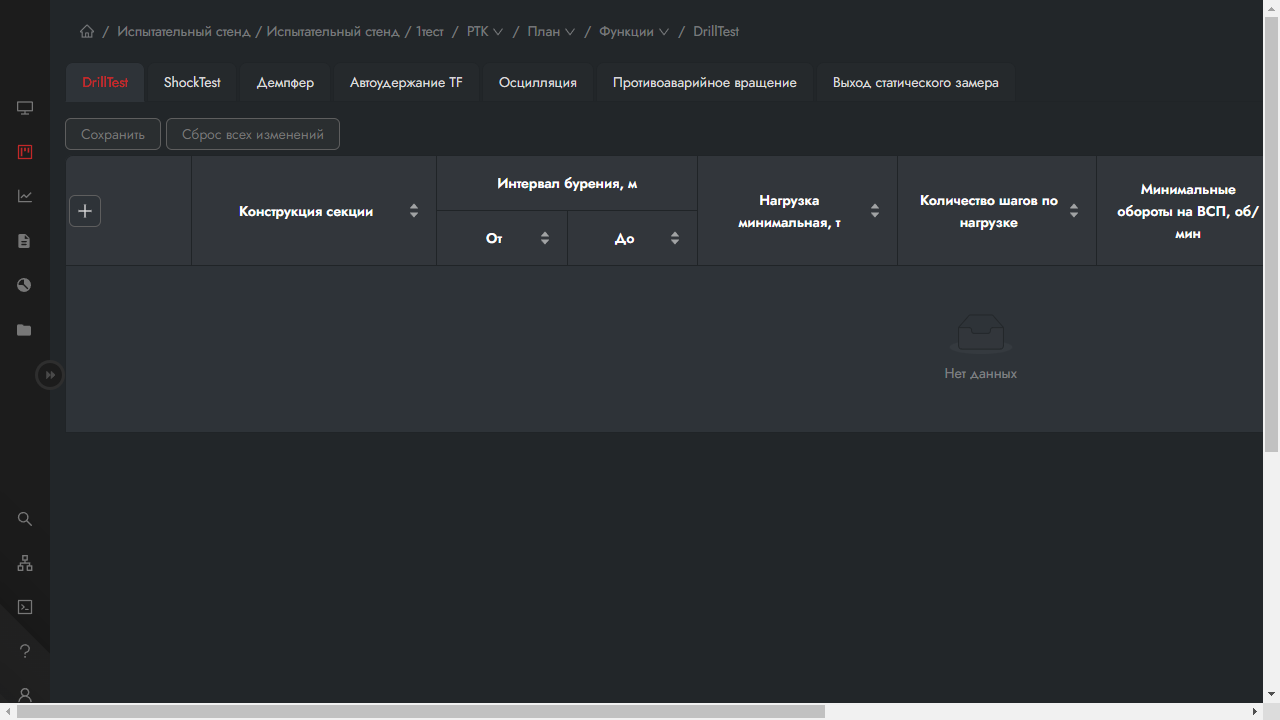 / Испытательный стенд / Испытательный стенд / 1тест / РТК / План / Функции / DrillTest
DrillTest ShockTest Демпфер Автоудержание TF Осцилляция Противоаварийное вращение Выход статического замера
Сохранить Сброс всех изменений
Конструкция секции
Интервал бурения, м
От До
Нагрузка
минимальная, т
Количество шагов по
нагрузке
Минимальные
обороты на ВСП, об/
мин
Нет данных